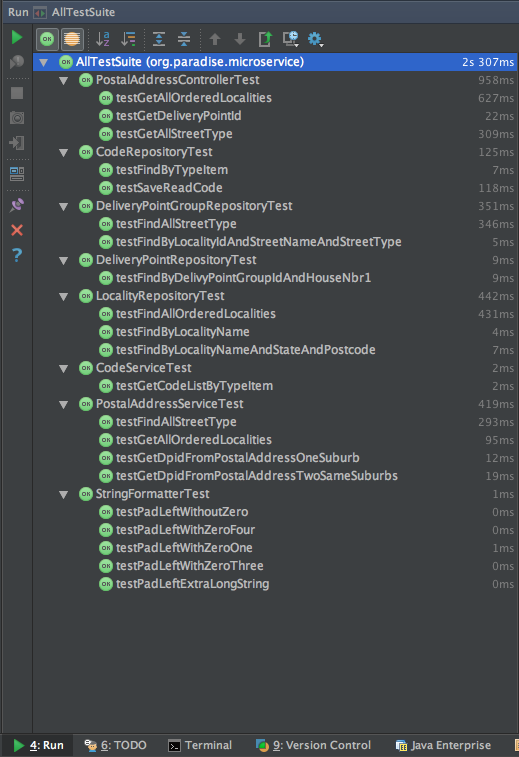 Run AllTestSuite
OK AllTestSuite (org.paradise.microservice) 2s 307ms
OK PostalAddressControllerTest 958ms
OK testGetAllOrderedLocalities 627ms
OK testGetDeliveryPointId 22ms
OK testGetAllStreetType 309ms
OK CodeRepositoryTest 125ms
OK testFindByTypeItem 7ms
OK testSaveReadCode 118ms
OK DeliveryPointGroupRepositoryTest 351ms
OK testFindAllStreetType 346ms
OK testFindByLocalityIdAndStreetNameAndStreetType 5ms
OK DeliveryPointRepositoryTest 9ms
OK testFindByDelivyPointGroupIdAndHouseNbr1 9ms
OK LocalityRepositoryTest 442ms
OK testFindAllOrderedLocalities 431ms
OK testFindByLocalityName 4ms
OK testFindByLocalityNameAndStateAndPostcode 7ms
OK CodeServiceTest 2ms
OK testGetCodeListByTypeItem 2ms
OK PostalAddressServiceTest 419ms
OK testFindAllStreetType 293ms
OK testGetAllOrderedLocalities 95ms
OK testGetDpidFromPostalAddressOneSuburb 12ms
OK testGetDpidFromPostalAddressTwoSameSuburbs 19ms
OK StringFormatterTest 1ms
OK testPadLeftWithoutZero 0ms
OK testPadLeftWithZeroFour 0ms
OK testPadLeftWithZeroOne 1ms
OK testPadLeftWithZeroThree 0ms
OK testPadLeftExtraLongString 0ms
4: Run 6: TODO Terminal 9: Version Control Java Enterprise